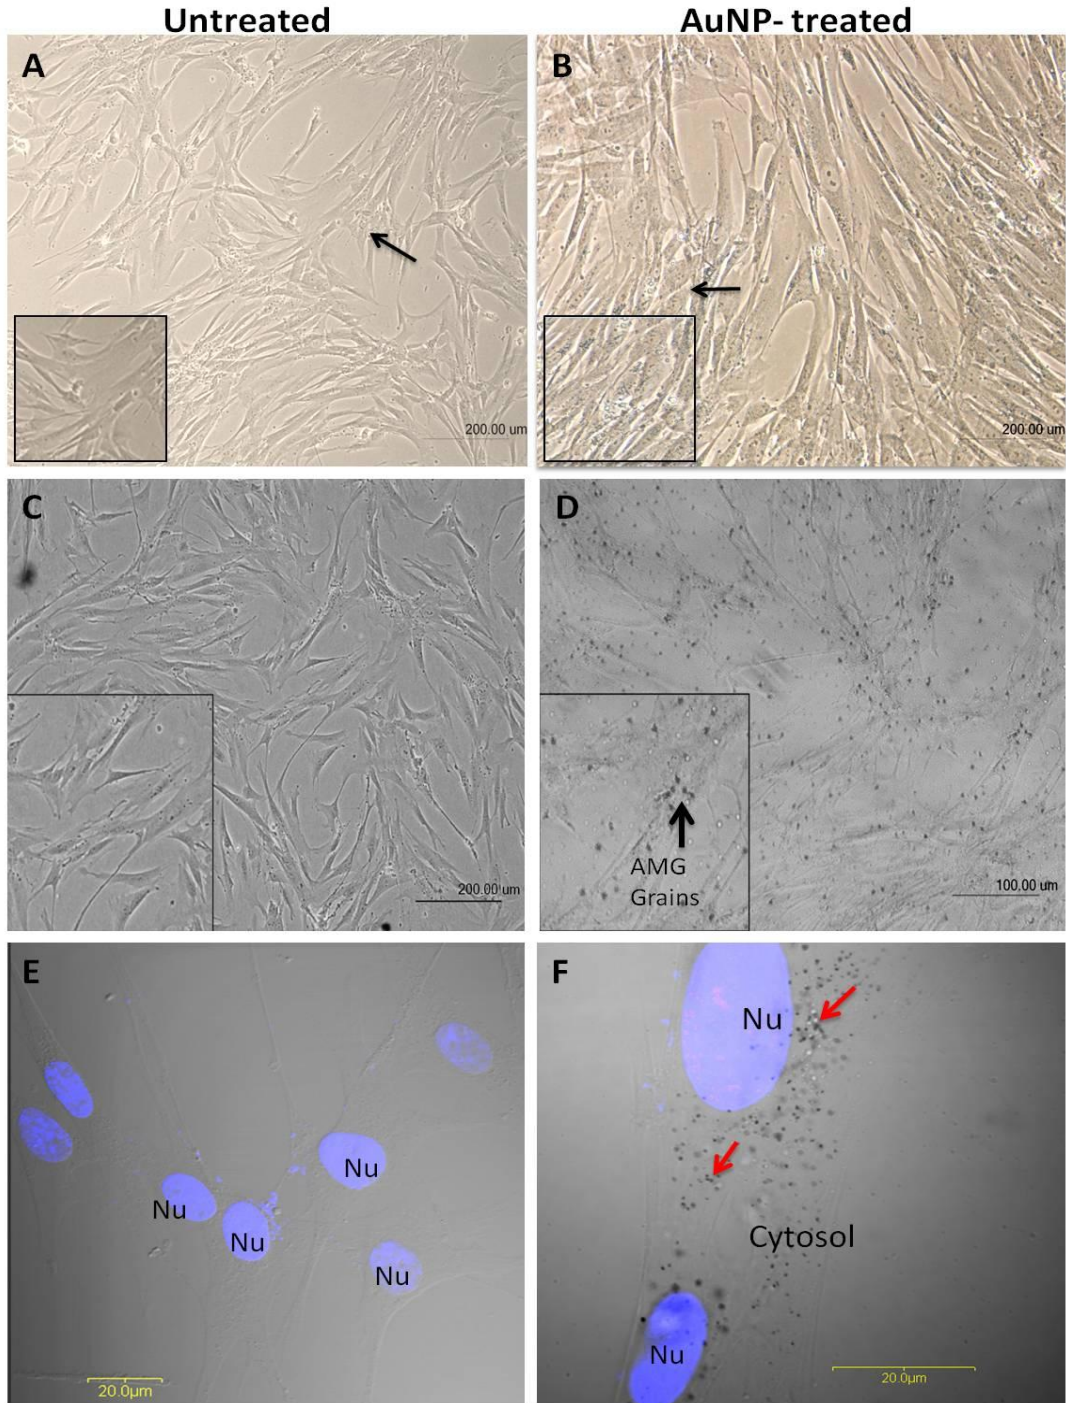 Untreated
AuNP- treated
A
B
200.00 um
200.00 um
C
D
AMG
Grains
200.00 um
100.00 um
E
F
Nu
Cytosol
Nu
Nu
Nu
Nu
Nu
20.0µm
20.0µm